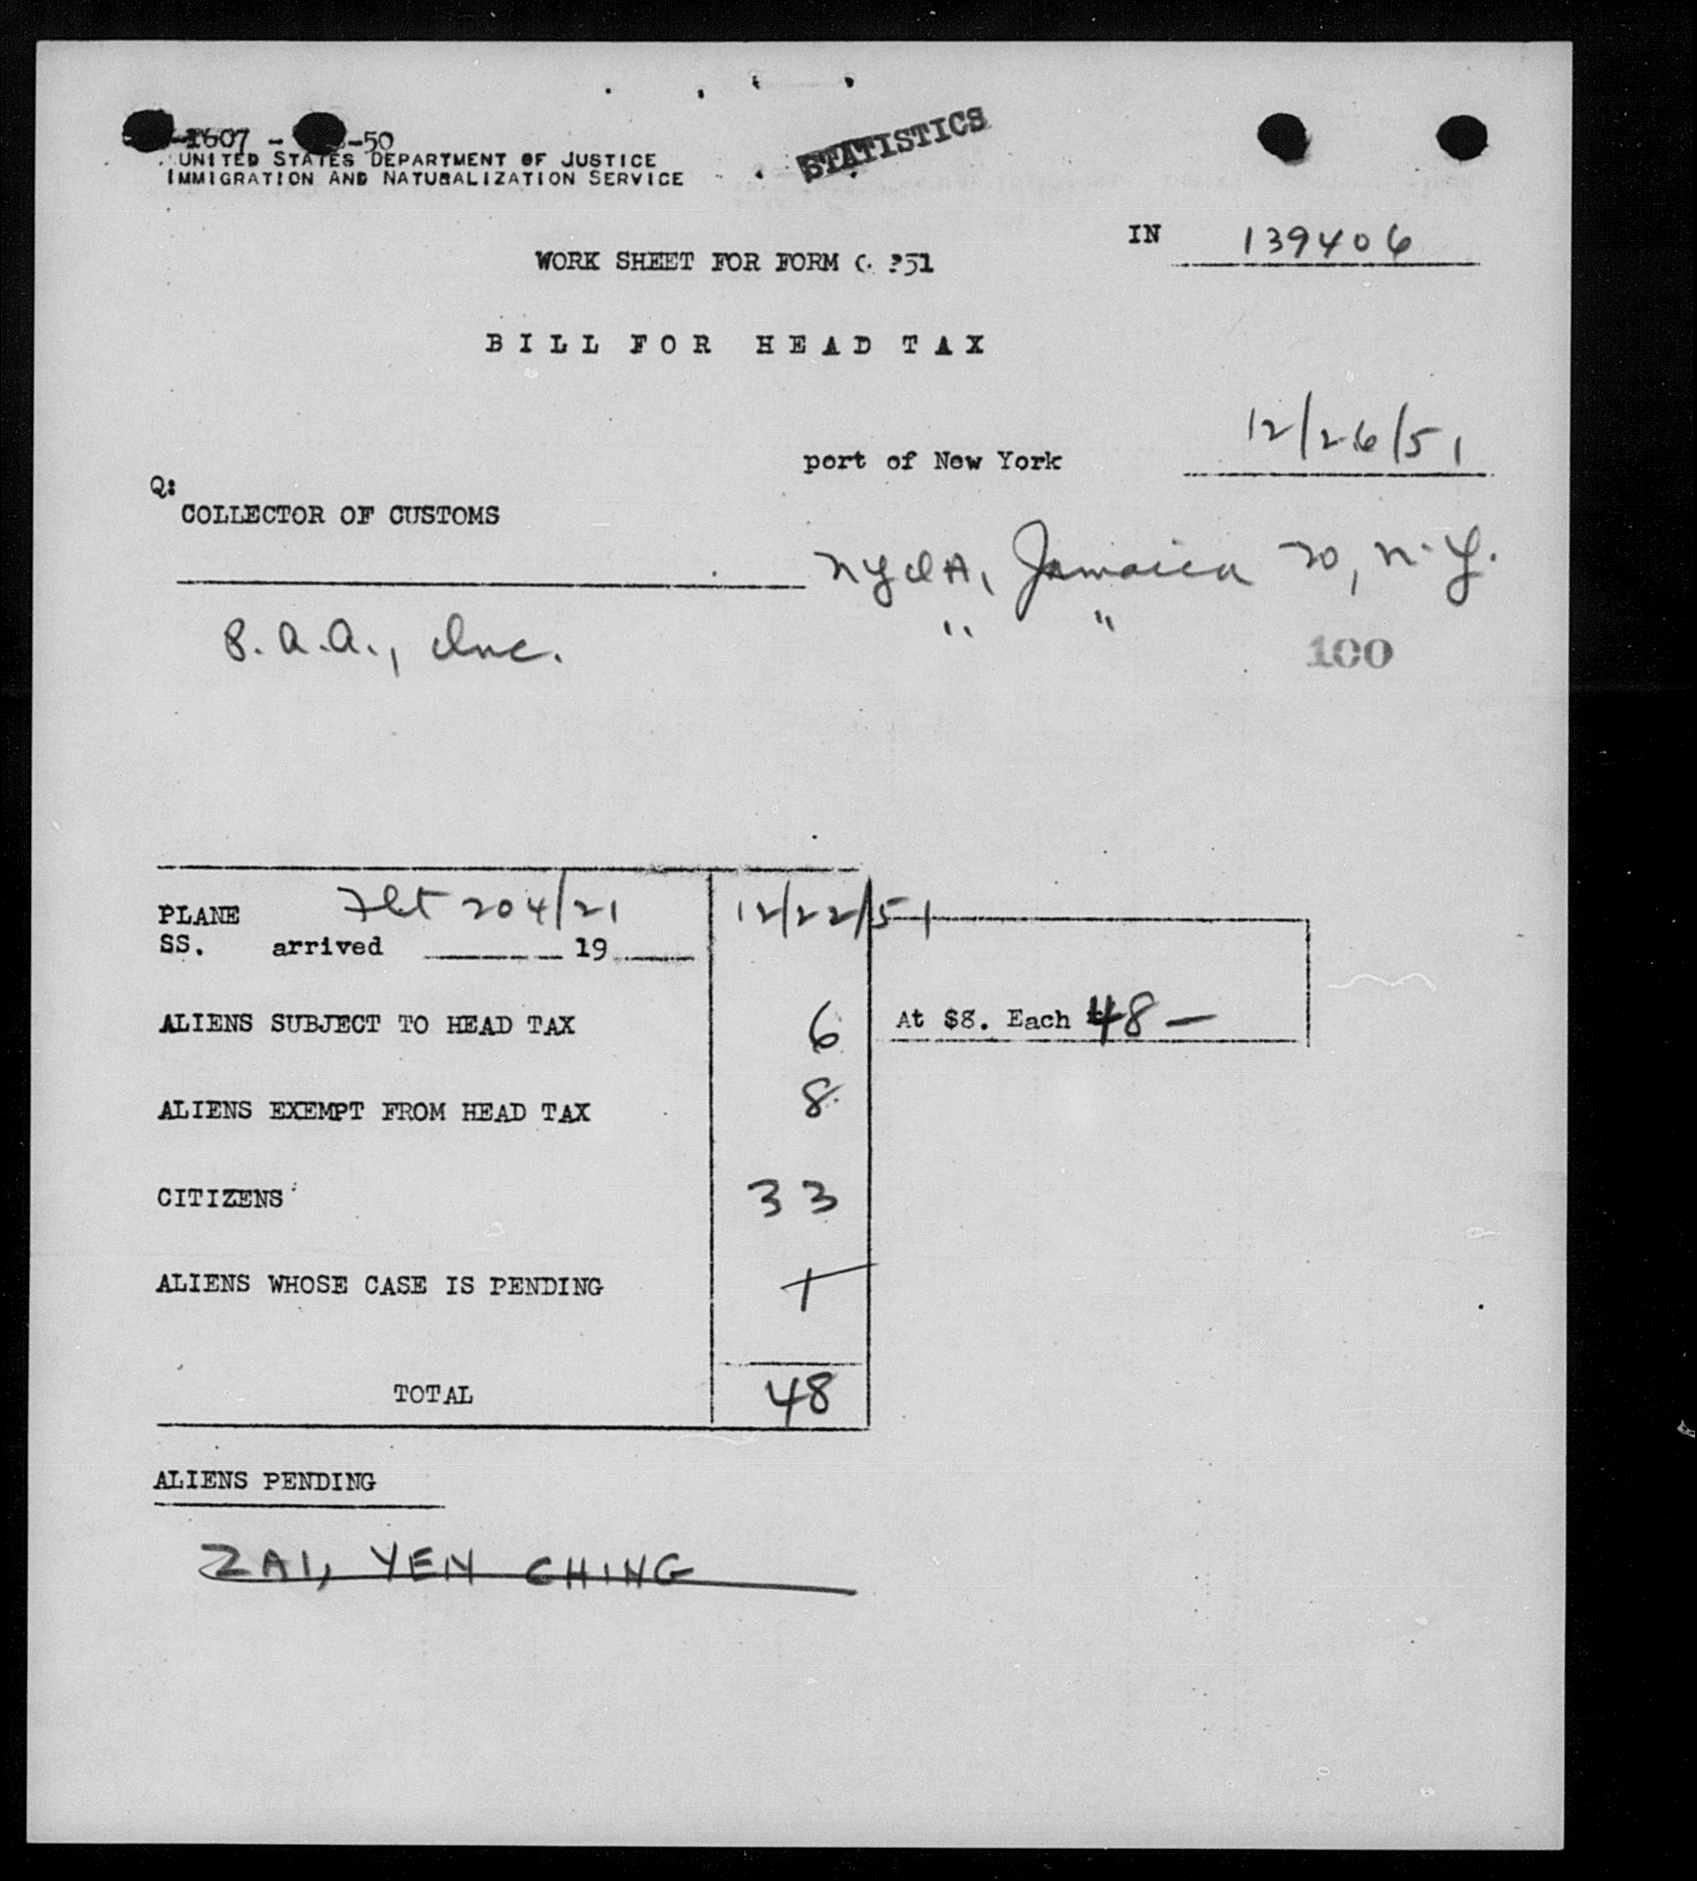 -1607 - -50
STATISTICS
UNITED STATES DEPARTMENT OF JUSTICE
IMMIGRATION AND NATURALIZATION SERVICE
IN 139406
WORK SHEET FOR FORM 351
BILL FOR HEAD TAX
port of New York 12/26/51
Q:
COLLECTOR OF CUSTOMS
NYIA, Jamaica 20, N.Y.
" "
P.A.A., Inc.
100
PLANE Flt 204/21 12/22/51
SS. arrived 19
ALIENS SUBJECT TO HEAD TAX 6 At $8. Each 48 —
ALIENS EXEMPT FROM HEAD TAX 8
CITIZENS 33
ALIENS WHOSE CASE IS PENDING 1
TOTAL 48
ALIENS PENDING
ZAI, YEN CHING